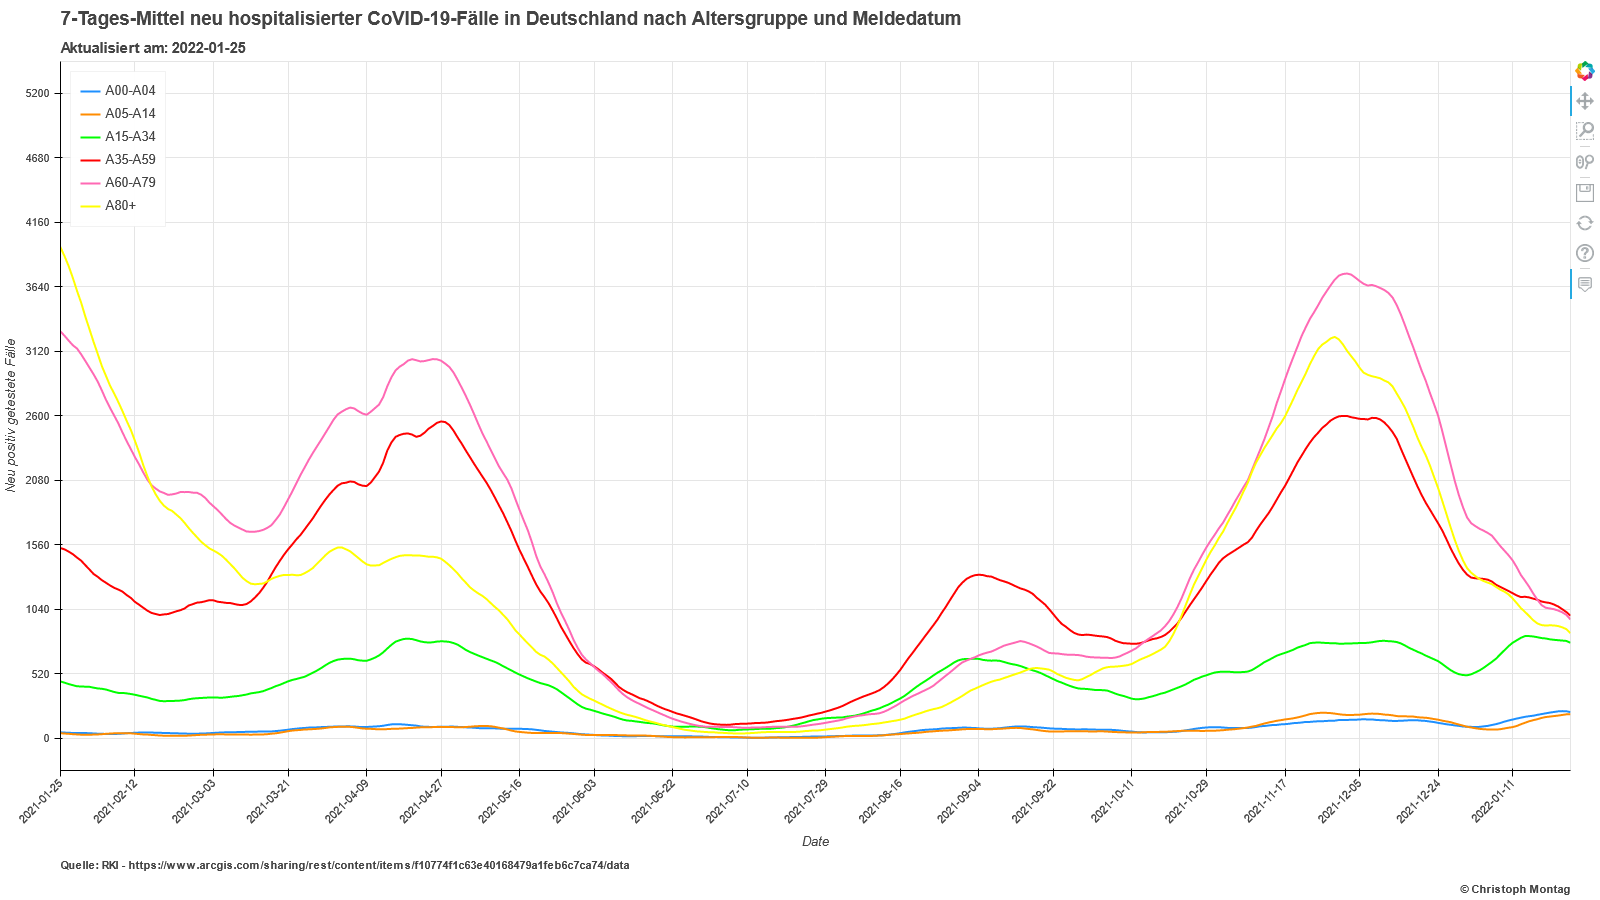 7-Tages-Mittel neu hospitalisierter CoVID-19-Fälle in Deutschland nach Altersgruppe und Meldedatum
Aktualisiert am: 2022-01-25
A00-A04
A05-A14
A15-A34
A35-A59
A60-A79
A80+
5200
4680
4160
3640
3120
2600
2080
1560
1040
520
0
Neu positiv getestete Fälle
2021-01-25
2021-02-12
2021-03-03
2021-03-21
2021-04-09
2021-04-27
2021-05-16
2021-06-03
2021-06-22
2021-07-10
2021-07-29
2021-08-16
2021-09-04
2021-09-22
2021-10-11
2021-10-29
2021-11-17
2021-12-05
2021-12-24
2022-01-11
Date
Quelle: RKI - https://www.arcgis.com/sharing/rest/content/items/f10774f1c63e40168479a1feb6c7ca74/data
© Christoph Montag